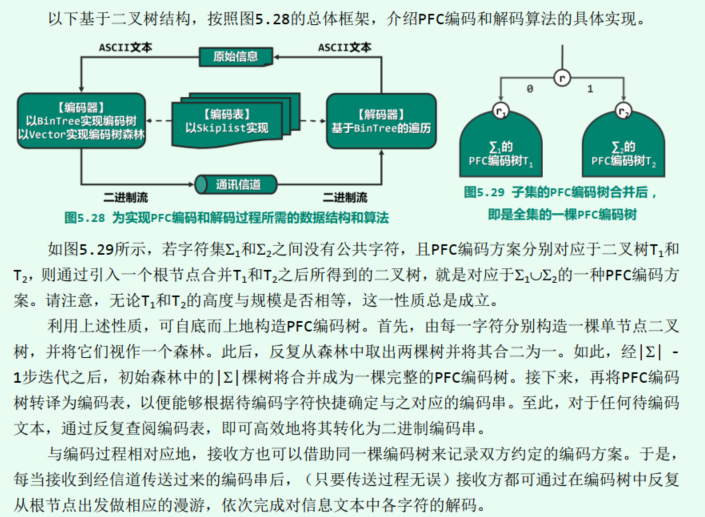 以下基于二叉树结构，按照图5.28的总体框架，介绍PFC编码和解码算法的具体实现。
ASCII文本
原始信息
ASCII文本
【编码器】
以BinTree实现编码树
以Vector实现编码树森林
【编码表】
以Skiplist实现
【解码器】
基于BinTree的遍历
二进制流
通讯信道
二进制流
图5.28 为实现PFC编码和解码过程所需的数据结构和算法
r
0
1
r₁
r₂
∑₁的
PFC编码树T₁
∑₂的
PFC编码树T₂
图5.29 子集的PFC编码树合并后，
即是全集的一棵PFC编码树
如图5.29所示，若字符集Σ₁和Σ₂之间没有公共字符，且PFC编码方案分别对应于二叉树T₁和
T₂，则通过引入一个根节点合并T₁和T₂之后所得到的二叉树，就是对应于Σ₁∪Σ₂的一种PFC编码方
案。请注意，无论T₁和T₂的高度与规模是否相等，这一性质总是成立。
利用上述性质，可自底而上地构造PFC编码树。首先，由每一字符分别构造一棵单节点二叉
树，并将它们视作一个森林。此后，反复从森林中取出两棵树并将其合二为一。如此，经|Σ| -
1步迭代之后，初始森林中的|Σ|棵树将合并成为一棵完整的PFC编码树。接下来，再将PFC编码
树转译为编码表，以便能够根据待编码字符快捷确定与之对应的编码串。至此，对于任何待编码
文本，通过反复查阅编码表，即可高效地将其转化为二进制编码串。
与编码过程相对应地，接收方也可以借助同一棵编码树来记录双方约定的编码方案。于是，
每当接收到经信道传送过来的编码串后，（只要传送过程无误）接收方都可通过在编码树中反复
从根节点出发做相应的漫游，依次完成对信息文本中各字符的解码。